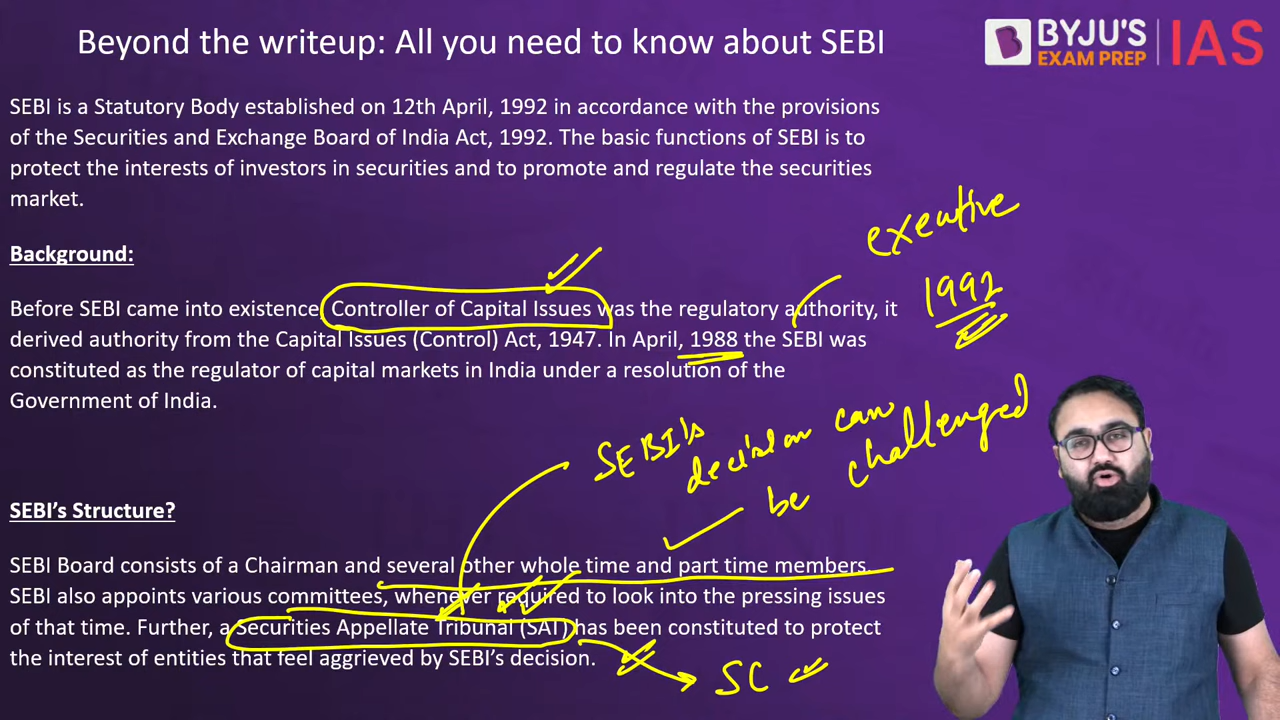 Beyond the writeup: All you need to know about SEBI
BYJU'S
EXAM PREP
IAS
SEBI is a Statutory Body established on 12th April, 1992 in accordance with the provisions
of the Securities and Exchange Board of India Act, 1992. The basic functions of SEBI is to
protect the interests of investors in securities and to promote and regulate the securities
market.
executive
Background:
1992
Before SEBI came into existence Controller of Capital Issues was the regulatory authority, it
derived authority from the Capital Issues (Control) Act, 1947. In April, 1988 the SEBI was
constituted as the regulator of capital markets in India under a resolution of the
Government of India.
SEBI's
decision can
be challenged
SEBI’s Structure?
SEBI Board consists of a Chairman and several other whole time and part time members.
SEBI also appoints various committees, whenever required to look into the pressing issues
of that time. Further, a Securities Appellate Tribunal (SAT) has been constituted to protect
the interest of entities that feel aggrieved by SEBI’s decision.
SC